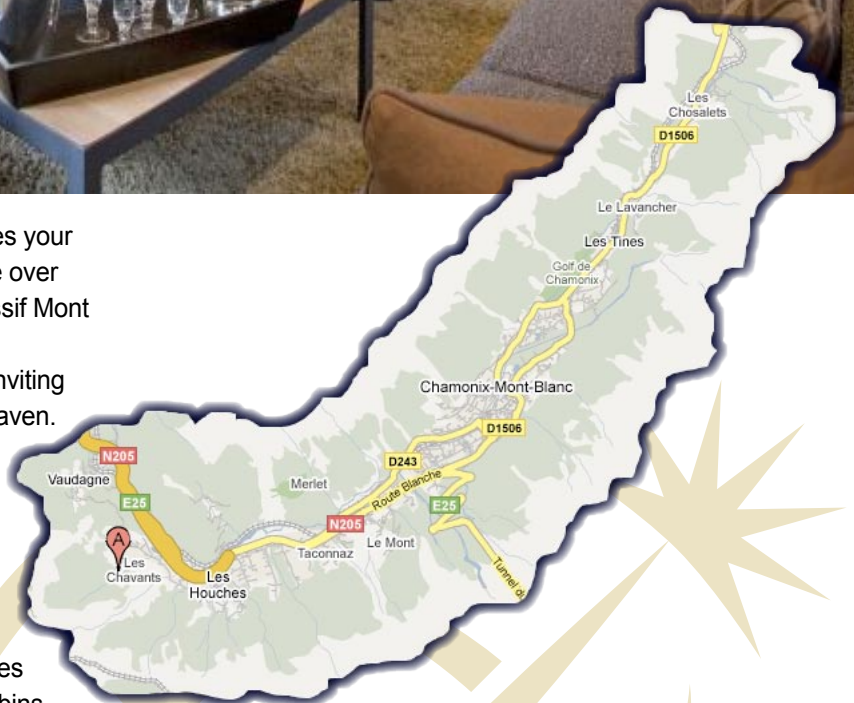 es your
e over
ssif Mont
nviting
aven.
es
bins
Les
Chosalets
D1506
Le Lavancher
Les Tines
Golf de
Chamonix
Chamonix-Mont-Blanc
D1506
D243
Route Blanche
N205
E25
Vaudagne
Merlet
E25
N205
Le Mont
Taconnaz
A
Les
Chavants
Les
Houches
Tunnel du